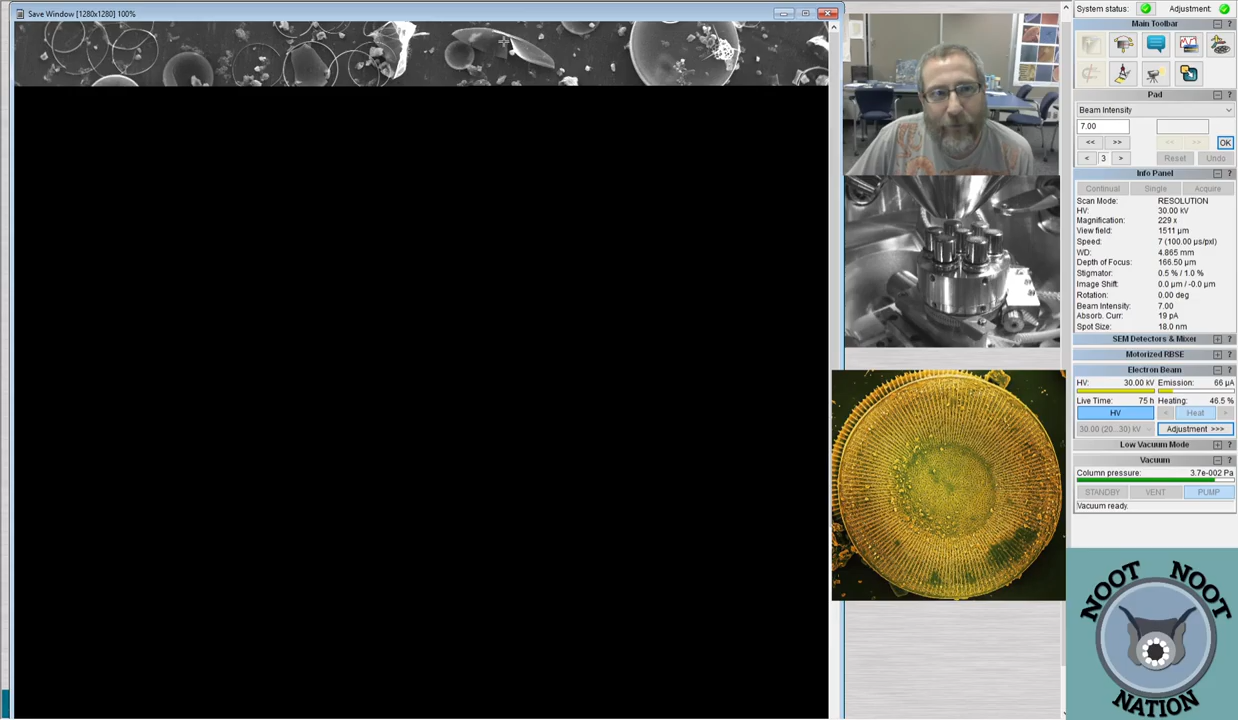 Save Window [1280x1280] 100%
System status:
Adjustment:
Main Toolbar
?
Pad
?
Beam Intensity
7.00
<< >>
<< >>
OK
< 3 >
Reset
Undo
Info Panel
?
Continual
Single
Acquire
Scan Mode: RESOLUTION
HV: 30.00 kV
Magnification: 229 x
View field: 1511 µm
Speed: 7 (100.00 µs/pxl)
WD: 4.865 mm
Depth of Focus: 166.50 µm
Stigmator: 0.5 % / 1.0 %
Image Shift: 0.0 µm / -0.0 µm
Rotation: 0.00 deg
Beam Intensity: 7.00
Absorb. Curr: 19 pA
Spot Size: 18.0 nm
SEM Detectors & Mixer
?
Motorized RBSE
?
Electron Beam
?
HV: 30.00 kV Emission: 66 µA
Live Time: 75 h Heating: 46.5 %
HV
< Heat >
30.00 (20...30) kV
Adjustment >>>
Low Vacuum Mode
?
Vacuum
?
Column pressure: 3.7e-002 Pa
STANDBY
VENT
PUMP
Vacuum ready.
NOOT NOOT
NATION